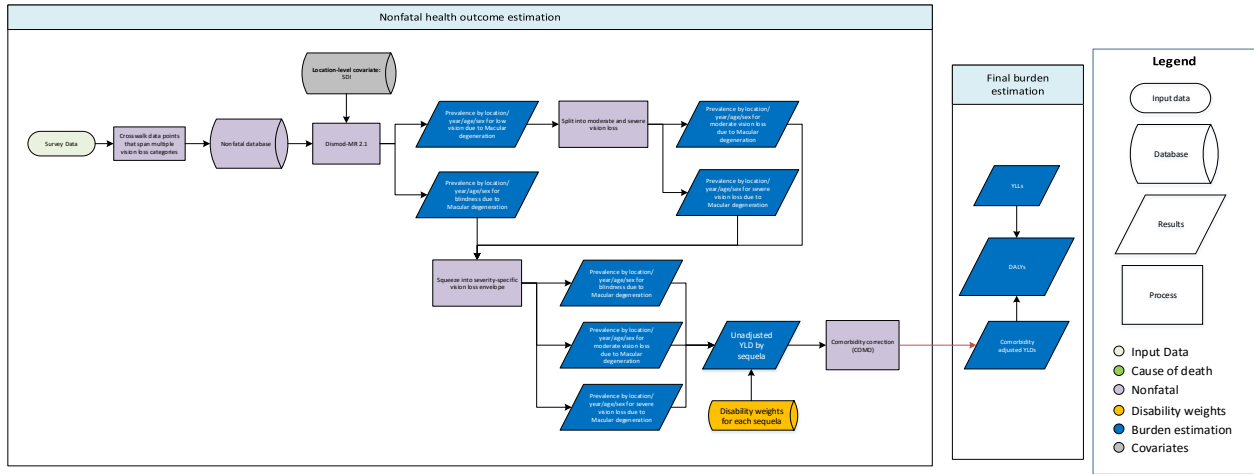 Nonfatal health outcome estimation
Location-level covariate:
SDI
Survey Data
Crosswalk data points
that span multiple
vision loss categories
Nonfatal database
Dismod-MR 2.1
Prevalence by location/
year/age/sex for low
vision due to Macular
degeneration
Split into moderate and severe
vision loss
Prevalence by location/
year/age/sex for
moderate vision loss
due to Macular
degeneration
Prevalence by location/
year/age/sex for
blindness due to
Macular degeneration
Prevalence by location/
year/age/sex for severe
vision loss due to
Macular degeneration
Squeeze into severity-specific
vision loss envelope
Prevalence by location/
year/age/sex for
blindness due to
Macular degeneration
Prevalence by location/
year/age/sex for
moderate vision loss
due to Macular
degeneration
Prevalence by location/
year/age/sex for severe
vision loss due to
Macular degeneration
Unadjusted
YLD by
sequela
Disability weights
for each sequela
Comorbidity correction
(COMO)
Final burden
estimation
YLLs
DALYs
Comorbidity
adjusted YLDs
Legend
Input data
Database
Results
Process
Input Data
Cause of death
Nonfatal
Disability weights
Burden estimation
Covariates